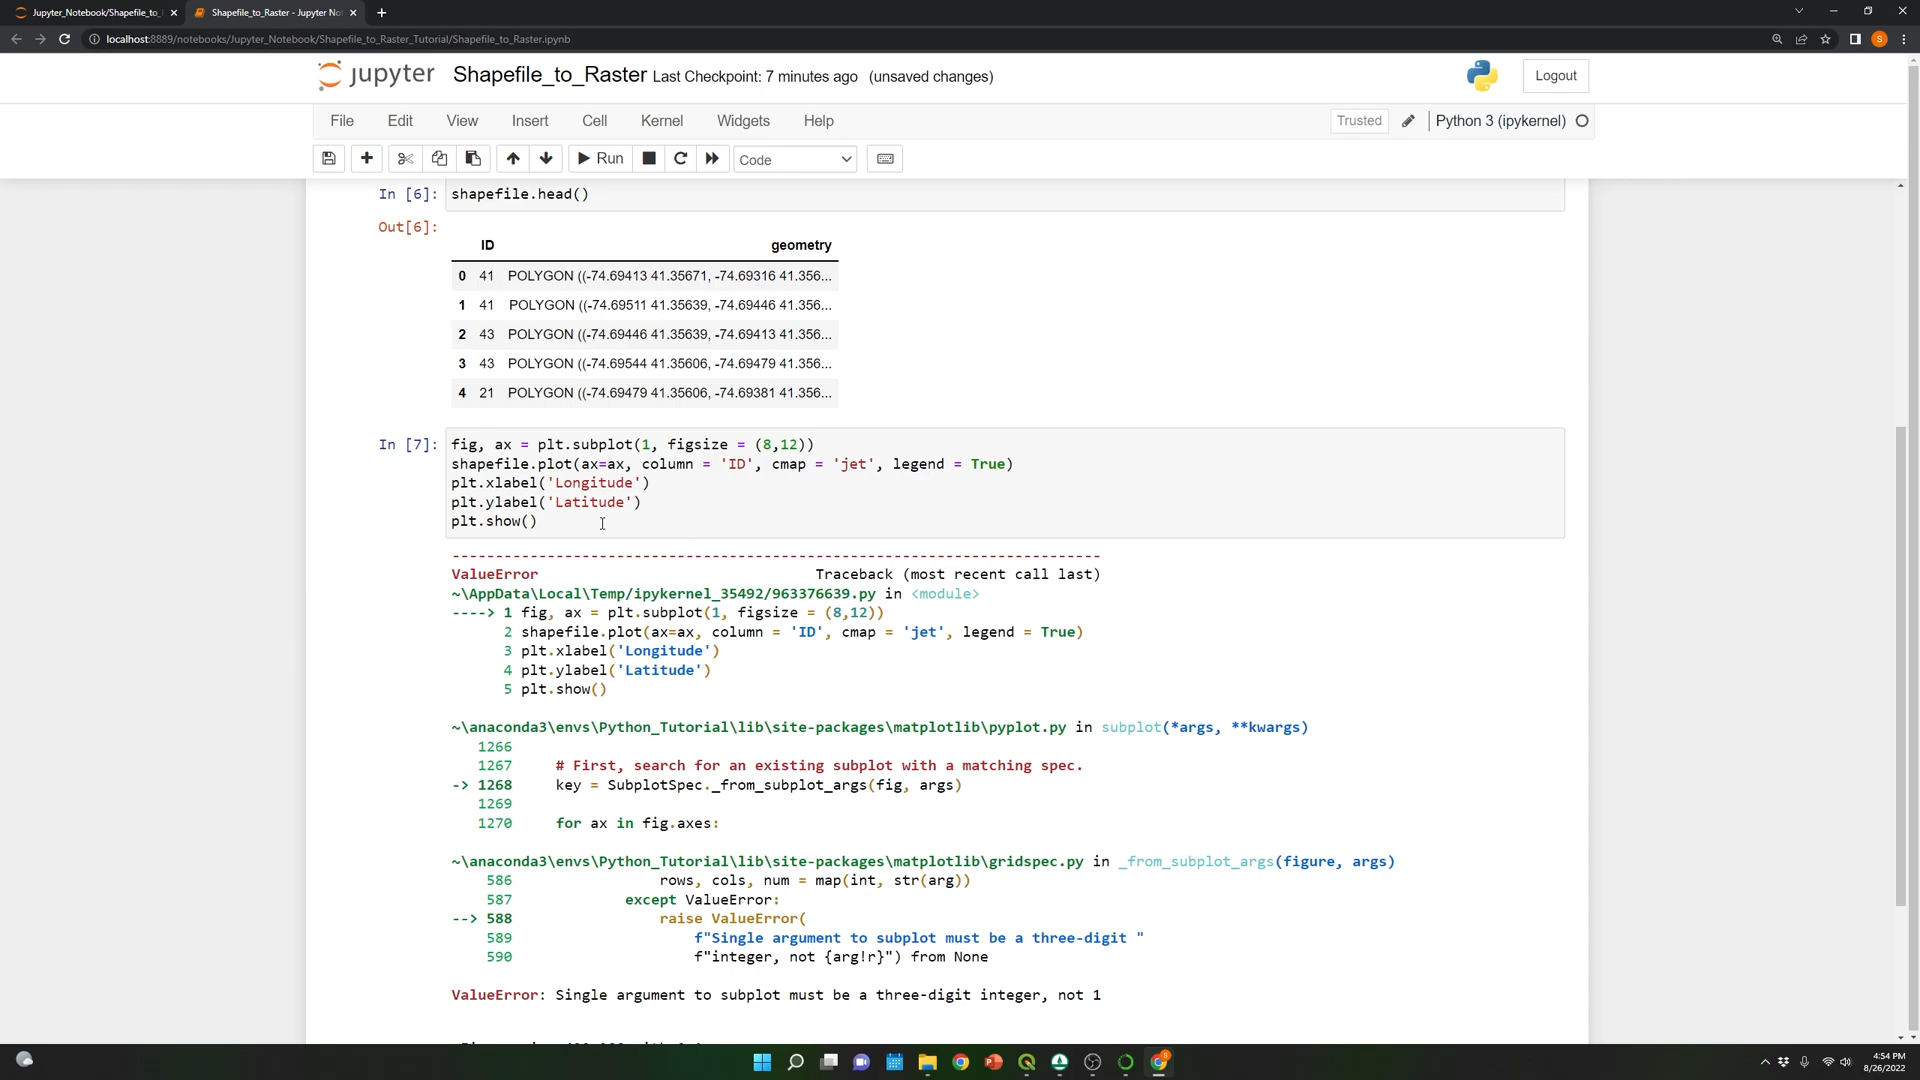 Jupyter_Notebook/Shapefile_to_
Shapefile_to_Raster - Jupyter No
localhost:8889/notebooks/Jupyter_Notebook/Shapefile_to_Raster_Tutorial/Shapefile_to_Raster.ipynb
S
jupyter Shapefile_to_Raster Last Checkpoint: 7 minutes ago (unsaved changes)
Logout
File Edit View Insert Cell Kernel Widgets Help
Trusted Python 3 (ipykernel)
Run Code
In [6]: shapefile.head()
Out[6]:
ID geometry
0 41 POLYGON ((-74.69413 41.35671, -74.69316 41.356...
1 41 POLYGON ((-74.69511 41.35639, -74.69446 41.356...
2 43 POLYGON ((-74.69446 41.35639, -74.69413 41.356...
3 43 POLYGON ((-74.69544 41.35606, -74.69479 41.356...
4 21 POLYGON ((-74.69479 41.35606, -74.69381 41.356...
In [7]: fig, ax = plt.subplot(1, figsize = (8,12))
shapefile.plot(ax=ax, column = 'ID', cmap = 'jet', legend = True)
plt.xlabel('Longitude')
plt.ylabel('Latitude')
plt.show()
---------------------------------------------------------------------------
ValueError                                Traceback (most recent call last)
~\AppData\Local\Temp/ipykernel_35492/963376639.py in <module>
----> 1 fig, ax = plt.subplot(1, figsize = (8,12))
2 shapefile.plot(ax=ax, column = 'ID', cmap = 'jet', legend = True)
3 plt.xlabel('Longitude')
4 plt.ylabel('Latitude')
5 plt.show()
~\anaconda3\envs\Python_Tutorial\lib\site-packages\matplotlib\pyplot.py in subplot(*args, **kwargs)
1266
1267     # First, search for an existing subplot with a matching spec.
-> 1268     key = SubplotSpec._from_subplot_args(fig, args)
1269
1270     for ax in fig.axes:
~\anaconda3\envs\Python_Tutorial\lib\site-packages\matplotlib\gridspec.py in _from_subplot_args(figure, args)
586                 rows, cols, num = map(int, str(arg))
587             except ValueError:
--> 588                 raise ValueError(
589                     f"Single argument to subplot must be a three-digit "
590                     f"integer, not {arg!r}") from None
ValueError: Single argument to subplot must be a three-digit integer, not 1
4:54 PM
8/26/2022